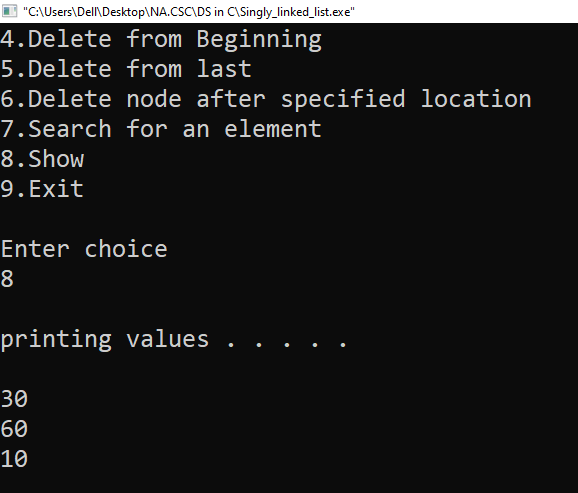 "C:\Users\Dell\Desktop\NA.CSC\DS in C\Singly_linked_list.exe"
4.Delete from Beginning
5.Delete from last
6.Delete node after specified location
7.Search for an element
8.Show
9.Exit
Enter choice
8
printing values . . . . .
30
60
10